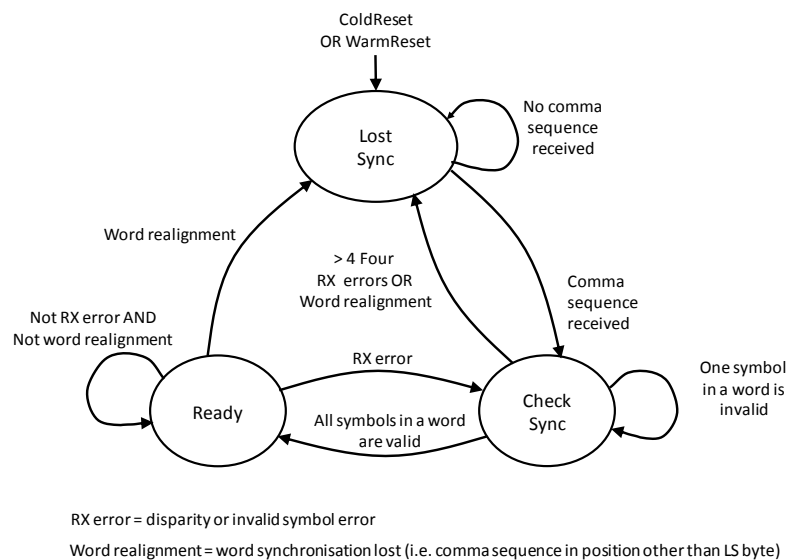 ColdReset
OR WarmReset
Lost
Sync
No comma
sequence
received
Word realignment
> 4 Four
RX errors OR
Word realignment
Comma
sequence
received
Not RX error AND
Not word realignment
RX error
One symbol
in a word is
invalid
Ready
All symbols in a word
are valid
Check
Sync
RX error = disparity or invalid symbol error
Word realignment = word synchronisation lost (i.e. comma sequence in position other than LS byte)